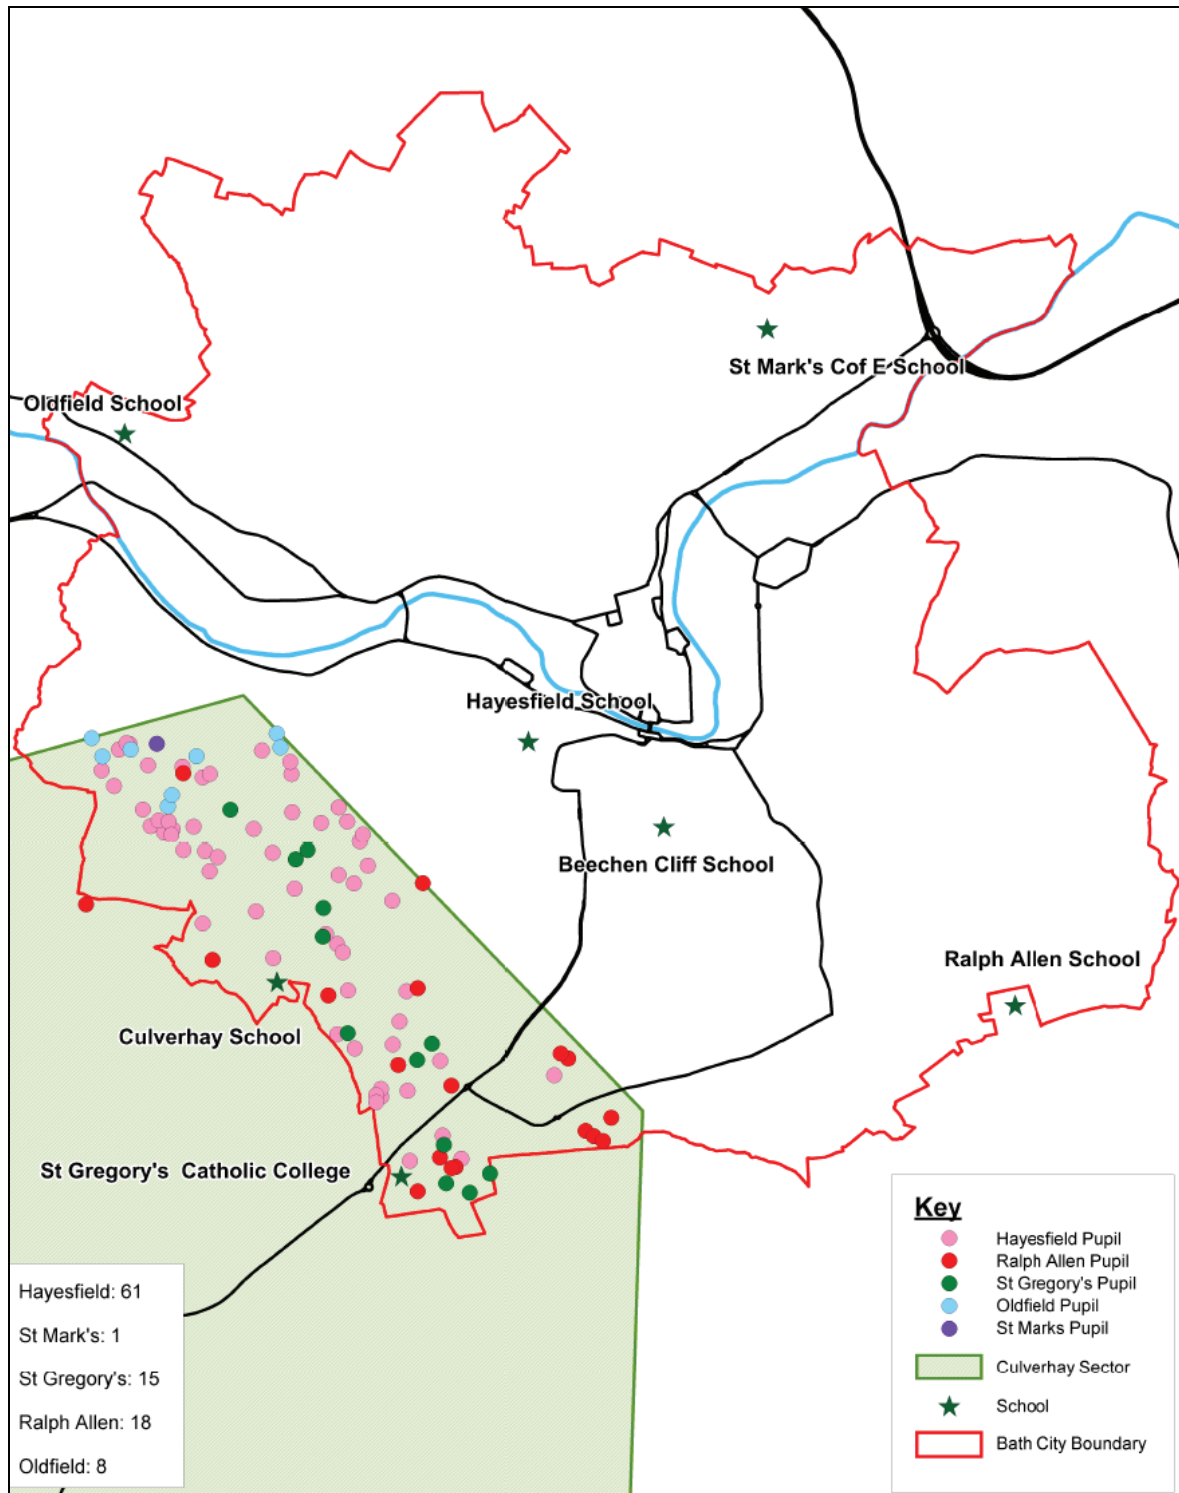 St Mark's Cof E School
Oldfield School
Hayesfield School
Beechen Cliff School
Ralph Allen School
Culverhay School
St Gregory's Catholic College
Key
Hayesfield Pupil
Ralph Allen Pupil
St Gregory's Pupil
Oldfield Pupil
St Marks Pupil
Culverhay Sector
School
Bath City Boundary
Hayesfield: 61
St Mark's: 1
St Gregory's: 15
Ralph Allen: 18
Oldfield: 8